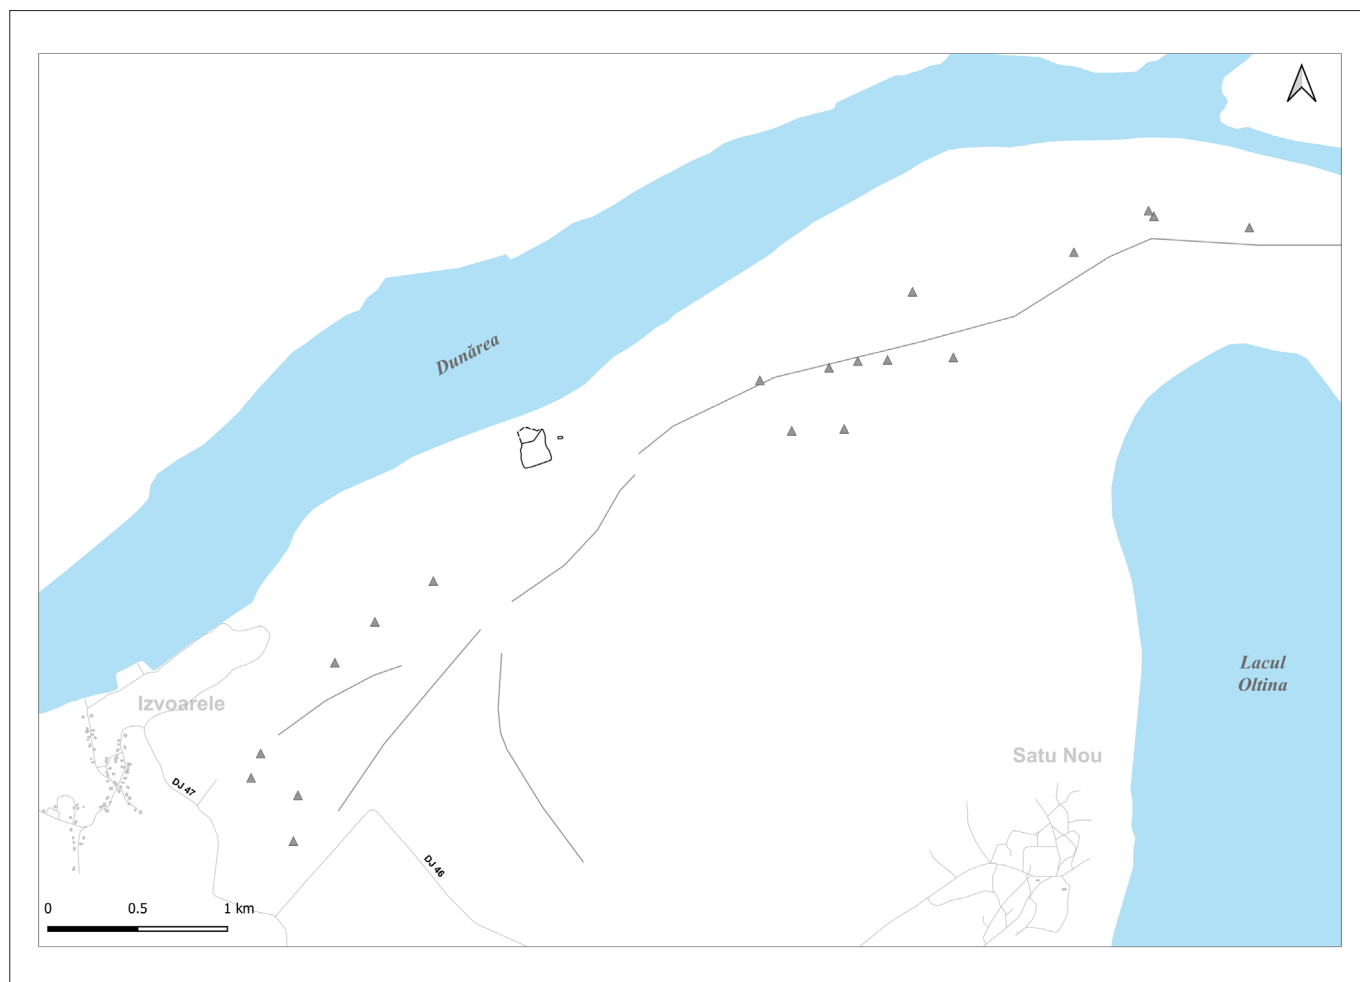 Dunărea
Lacul
Oltina
Izvoarele
Satu Nou
DJ 47
DJ 46
0 0.5 1 km